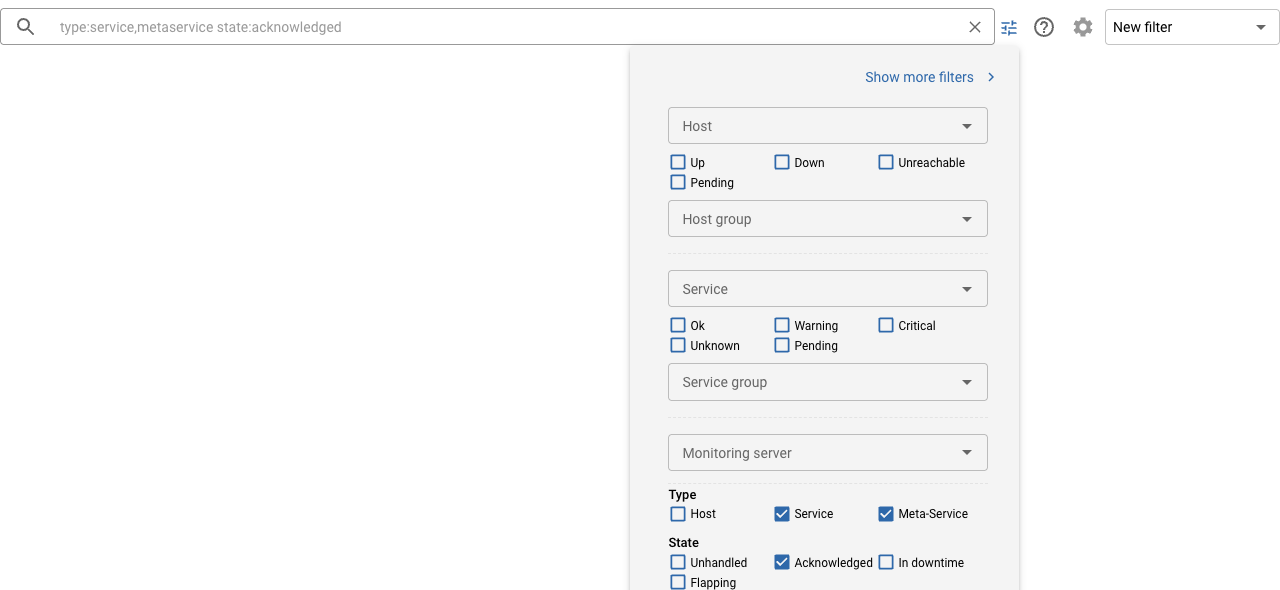 type:service,metaservice state:acknowledged
New filter
Show more filters
Host
Up Down Unreachable
Pending
Host group
Service
Ok Warning Critical
Unknown Pending
Service group
Monitoring server
Type
Host Service Meta-Service
State
Unhandled Acknowledged In downtime
Flapping